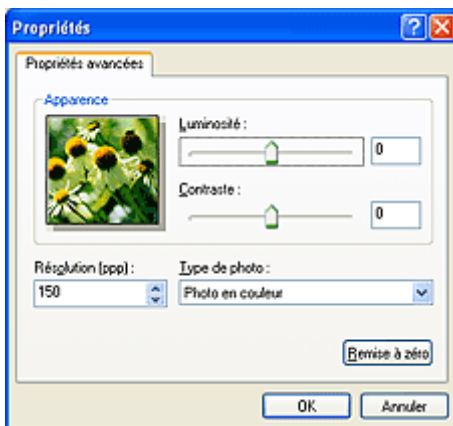 Propriétés
Propriétés avancées
Apparence
Luminosité :
0
Contraste :
0
Résolution (ppp) :
150
Type de photo :
Photo en couleur
Remise à zéro
OK
Annuler